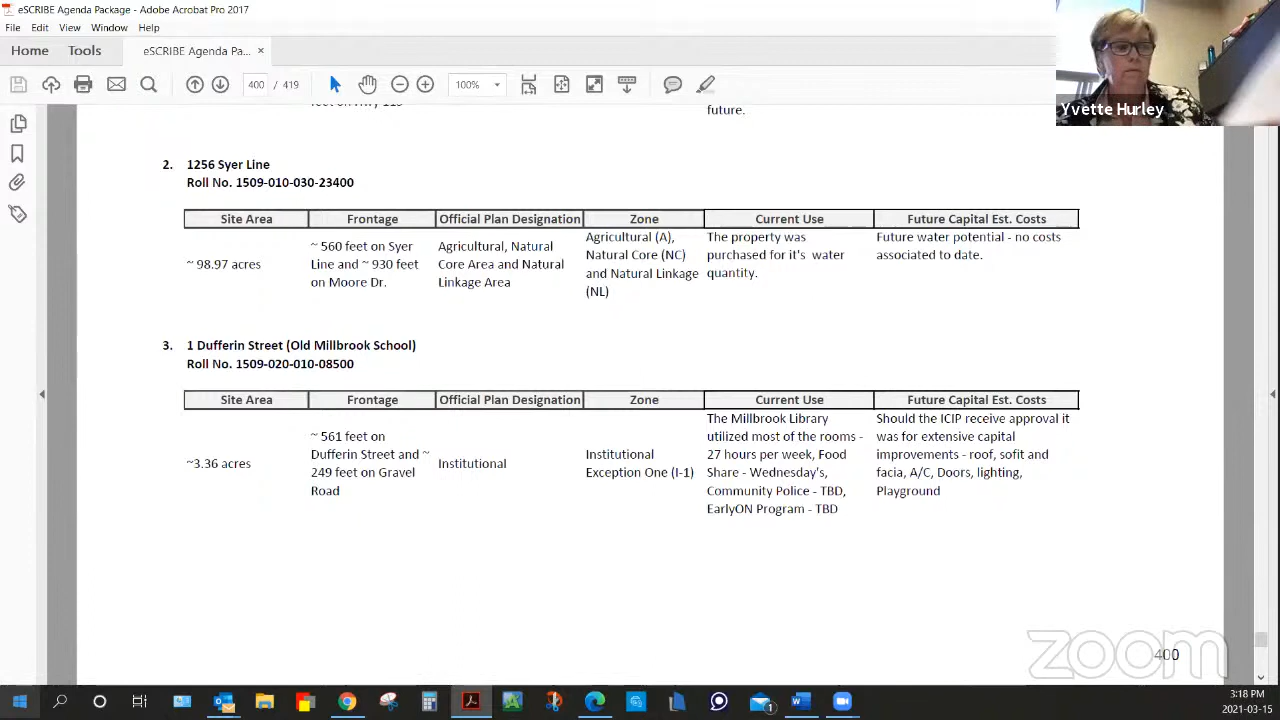 eSCRIBE Agenda Package - Adobe Acrobat Pro 2017
File Edit View Window Help
Home Tools eSCRIBE Agenda Pa... ×
400 / 419 100%
future.
Yvette Hurley
2. 1256 Syer Line
Roll No. 1509-010-030-23400
Site Area Frontage Official Plan Designation Zone Current Use Future Capital Est. Costs
~ 98.97 acres
~ 560 feet on Syer
Line and ~ 930 feet
on Moore Dr.
Agricultural, Natural
Core Area and Natural
Linkage Area
Agricultural (A),
Natural Core (NC)
and Natural Linkage
(NL)
The property was
purchased for it's water
quantity.
Future water potential - no costs
associated to date.
3. 1 Dufferin Street (Old Millbrook School)
Roll No. 1509-020-010-08500
Site Area Frontage Official Plan Designation Zone Current Use Future Capital Est. Costs
~3.36 acres
~ 561 feet on
Dufferin Street and ~
249 feet on Gravel
Road
Institutional
Institutional
Exception One (I-1)
The Millbrook Library
utilized most of the rooms -
27 hours per week, Food
Share - Wednesday's,
Community Police - TBD,
EarlyON Program - TBD
Should the ICIP receive approval it
was for extensive capital
improvements - roof, sofit and
facia, A/C, Doors, lighting,
Playground
zoom
400
3:18 PM
2021-03-15